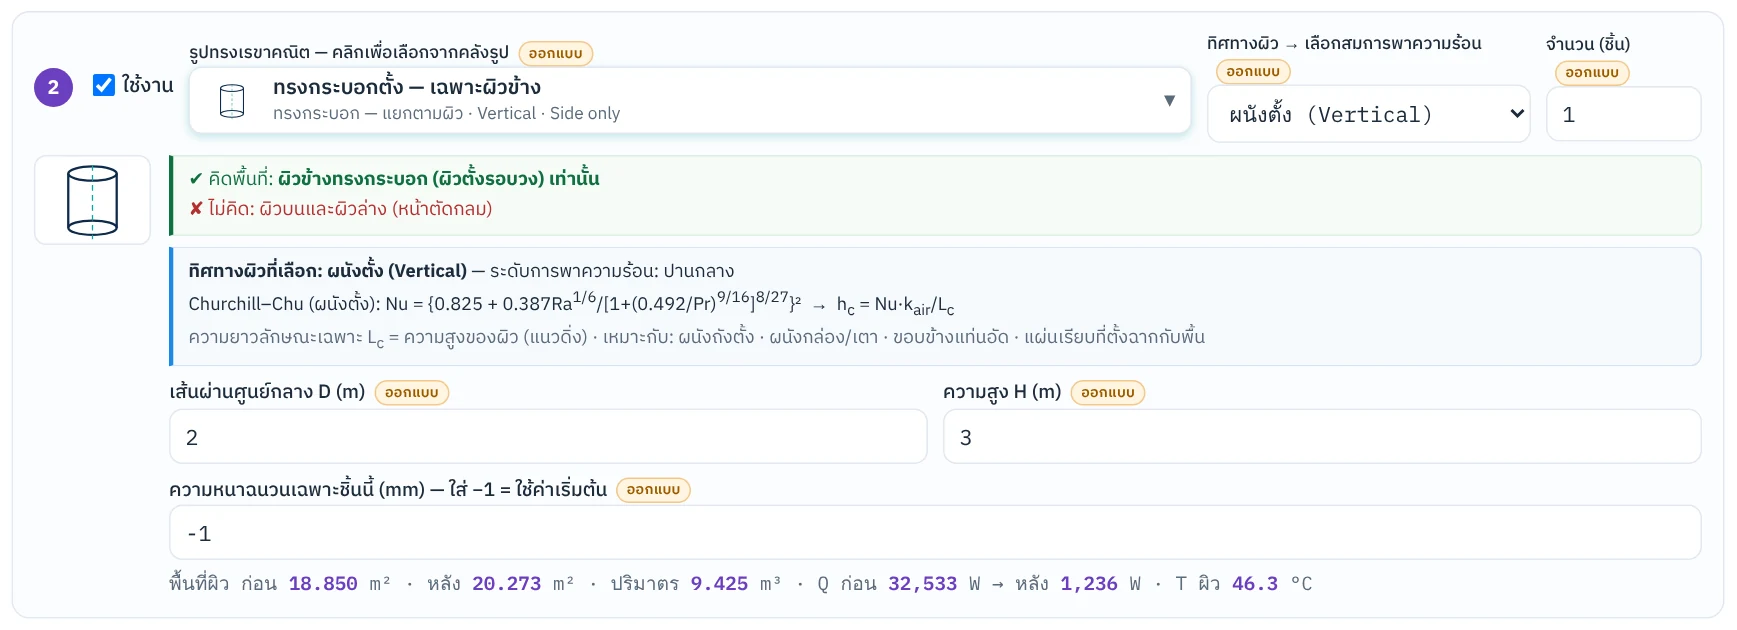 รูปทรงเรขาคณิต — คลิกเพื่อเลือกจากคลังรูป ออกแบบ
ทิศทางผิว → เลือกสมการพาความร้อน
ออกแบบ
จำนวน (ชิ้น)
ออกแบบ
2
ใช้งาน
ทรงกระบอกตั้ง — เฉพาะผิวข้าง
ทรงกระบอก — แยกตามผิว · Vertical · Side only
▼
ผนังตั้ง (Vertical)
1
✔ คิดพื้นที่: ผิวข้างทรงกระบอก (ผิวตั้งรอบวง) เท่านั้น
✘ ไม่คิด: ผิวบนและผิวล่าง (หน้าตัดกลม)
ทิศทางผิวที่เลือก: ผนังตั้ง (Vertical) — ระดับการพาความร้อน: ปานกลาง
Churchill–Chu (ผนังตั้ง): Nu = {0.825 + 0.387Ra^1/6/[1+(0.492/Pr)^9/16]^8/27}² → h_c = Nu·k_air/L_c
ความยาวลักษณะเฉพาะ L_c = ความสูงของผิว (แนวดิ่ง) · เหมาะกับ: ผนังถังตั้ง · ผนังกล่อง/เตา · ขอบข้างแท่นอัด · แผ่นเรียบที่ตั้งฉากกับพื้น
เส้นผ่านศูนย์กลาง D (m) ออกแบบ
ความสูง H (m) ออกแบบ
2
3
ความหนาฉนวนเฉพาะชิ้นนี้ (mm) — ใส่ −1 = ใช้ค่าเริ่มต้น ออกแบบ
-1
พื้นที่ผิว ก่อน 18.850 m² · หลัง 20.273 m² · ปริมาตร 9.425 m³ · Q ก่อน 32,533 W → หลัง 1,236 W · T ผิว 46.3 °C